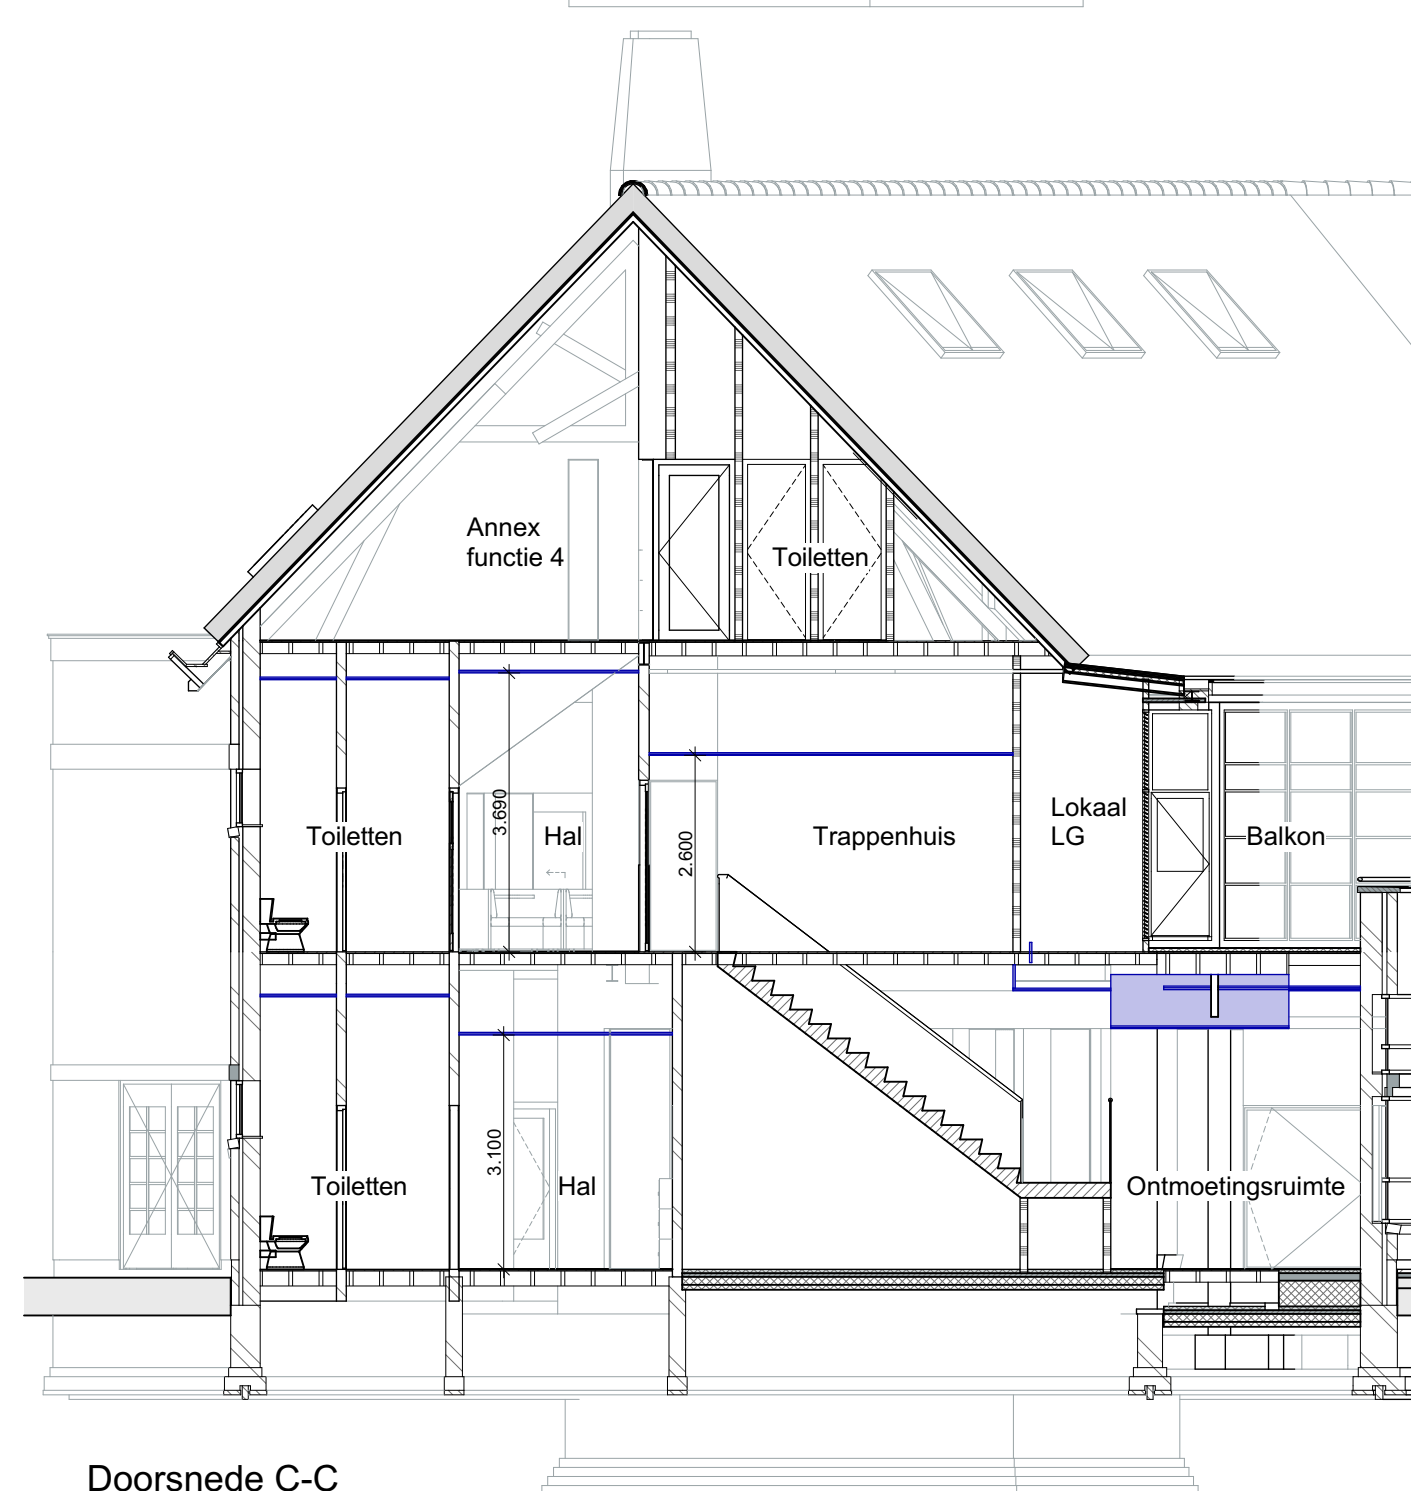 Annex
functie 4
Toiletten
3.690
2.600
Toiletten
Hal
Trappenhuis
Lokaal
LG
Balkon
3.100
Toiletten
Hal
Ontmoetingsruimte
Doorsnede C-C